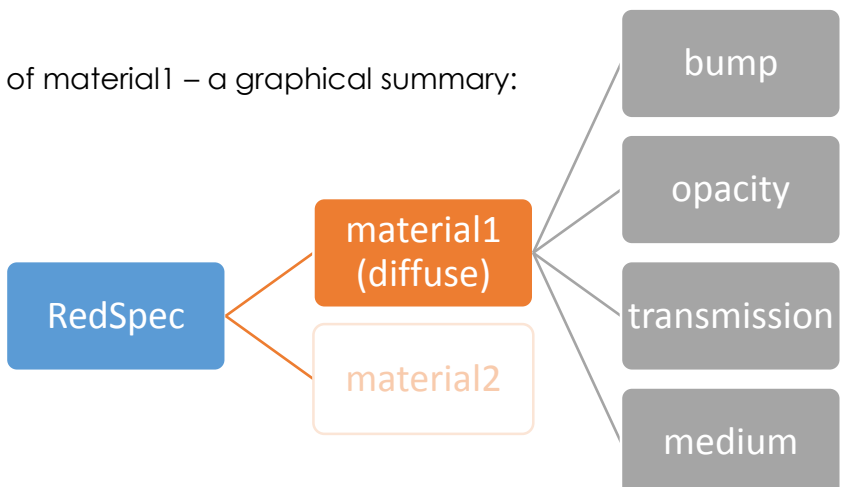 of material1 – a graphical summary:
RedSpec
material1
(diffuse)
material2
bump
opacity
transmission
medium